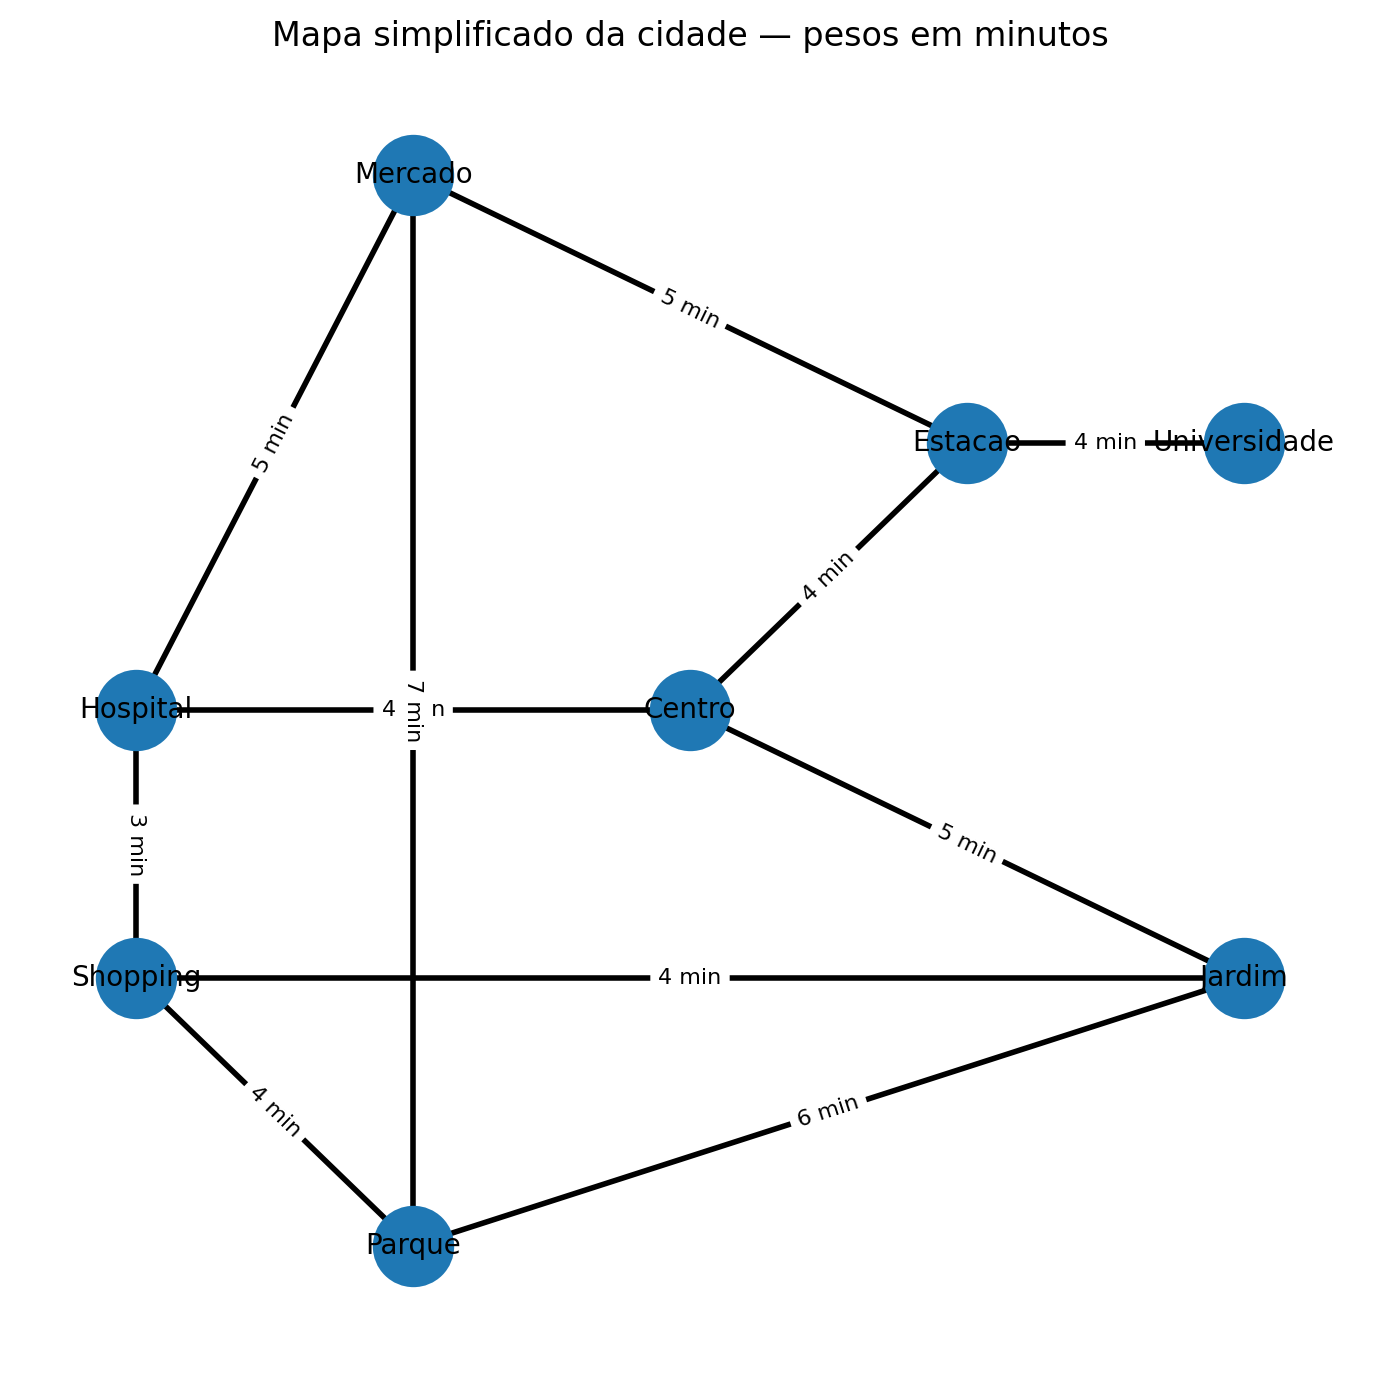 Mapa simplificado da cidade — pesos em minutos
Mercado
5 min
5 min
Estacao
4 min
Universidade
4 min
Hospital
4 n
7 min
Centro
3 min
5 min
Shopping
4 min
Jardim
4 min
6 min
Parque